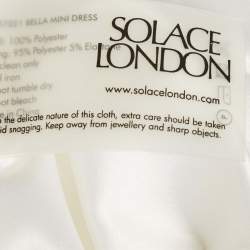 BELLA MINI DRESS
100% Polyester
95% Polyester 5%
clean only
iron
not tumble dry
not bleach
in China
SOLACE
LONDON
www.solacelondon.com
the delicate nature of this cloth, extra care should be taken
snagging. Keep away from jewellery and sharp objects.